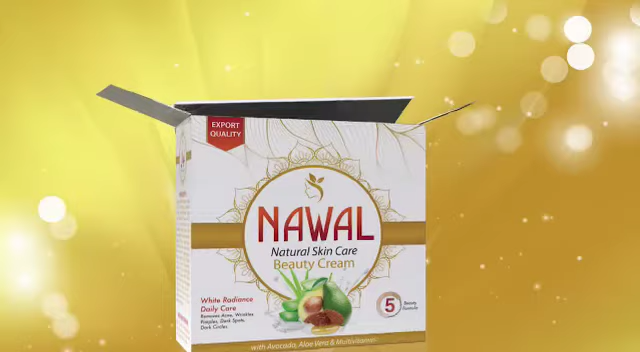 EXPORT
QUALITY
NAWAL
Natural Skin Care
Beauty Cream
White Radiance
Daily Care
Removes Acne, Wrinkles
Pimples, Dark Spots,
Dark Circles
5
Beauty
Formula
with Avocado, Aloe Vera & Multivitamin